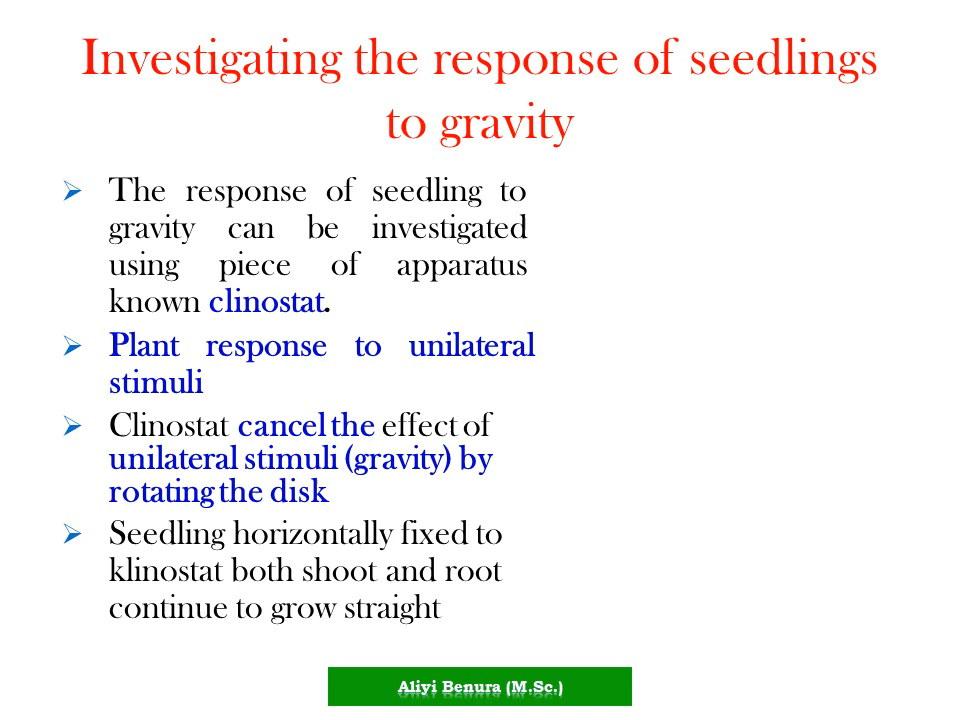 Investigating the response of seedlings
to gravity
➢ The response of seedling to
gravity can be investigated
using piece of apparatus
known clinostat.
➢ Plant response to unilateral
stimuli
➢ Clinostat cancel the effect of
unilateral stimuli (gravity) by
rotating the disk
➢ Seedling horizontally fixed to
klinostat both shoot and root
continue to grow straight
Aliyi Benura (M.Sc.)